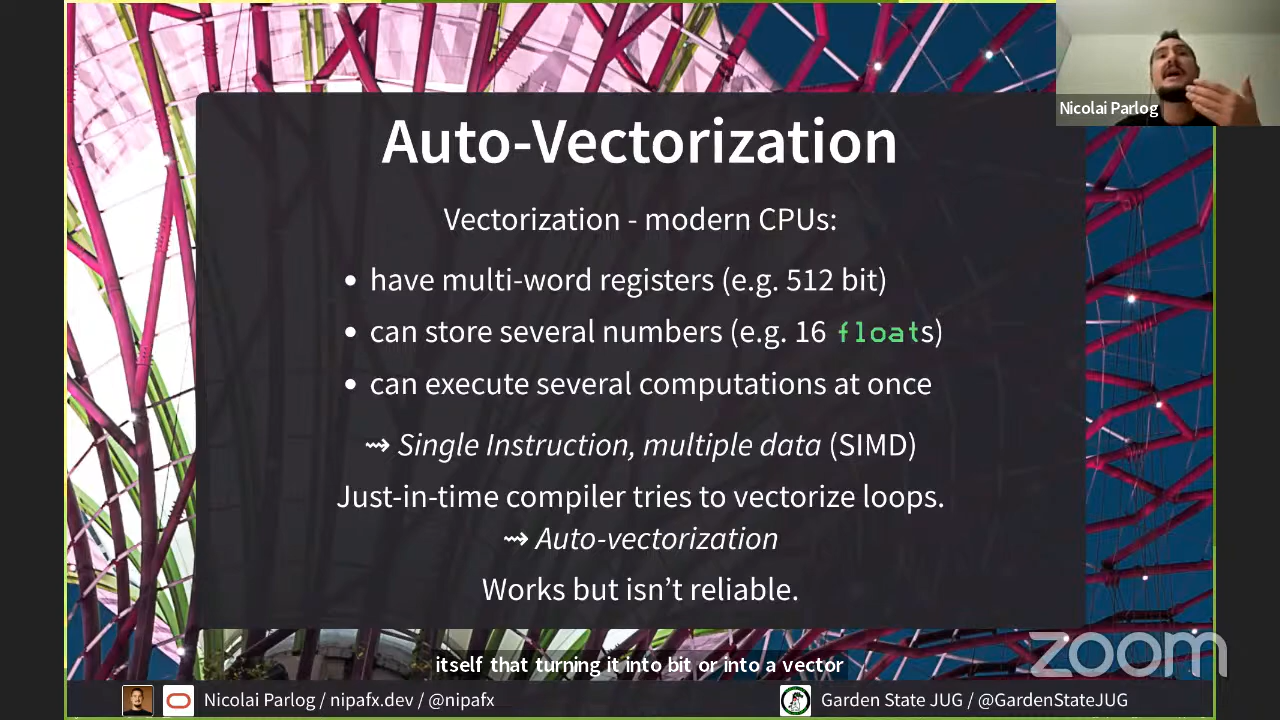 Nicolai Parlog
Auto-Vectorization
Vectorization - modern CPUs:
• have multi-word registers (e.g. 512 bit)
• can store several numbers (e.g. 16 floats)
• can execute several computations at once
⇝ Single Instruction, multiple data (SIMD)
Just-in-time compiler tries to vectorize loops.
⇝ Auto-vectorization
Works but isn't reliable.
itself that turning it into bit or into a vector
zoom
Nicolai Parlog / nipafx.dev / @nipafx
Garden State JUG / @GardenStateJUG